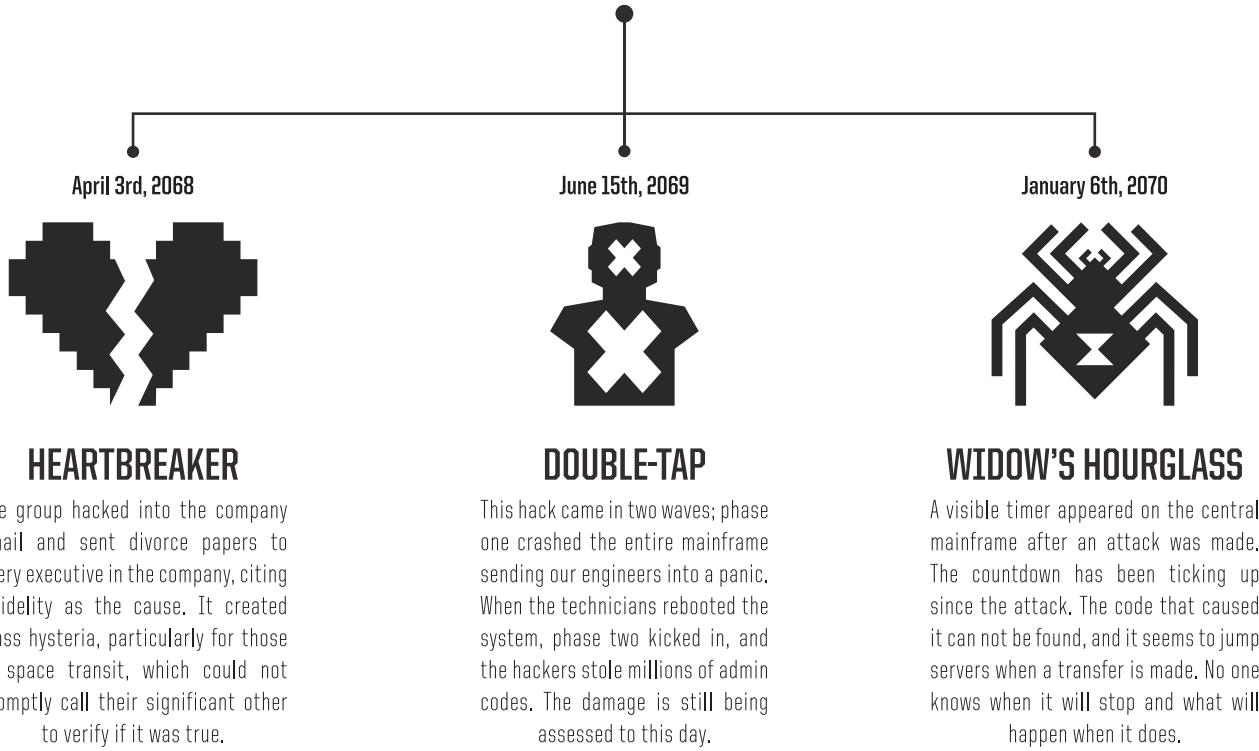 April 3rd, 2068
HEARTBREAKER
e group hacked into the company
ail and sent divorce papers to
ery executive in the company, citing
fidelity as the cause. It created
ass hysteria, particularly for those
space transit, which could not
omptly call their significant other
to verify if it was true.
June 15th, 2069
DOUBLE-TAP
This hack came in two waves; phase
one crashed the entire mainframe
sending our engineers into a panic.
When the technicians rebooted the
system, phase two kicked in, and
the hackers stole millions of admin
codes. The damage is still being
assessed to this day.
January 6th, 2070
WIDOW'S HOURGLASS
A visible timer appeared on the central
mainframe after an attack was made.
The countdown has been ticking up
since the attack. The code that caused
it can not be found, and it seems to jump
servers when a transfer is made. No one
knows when it will stop and what will
happen when it does.